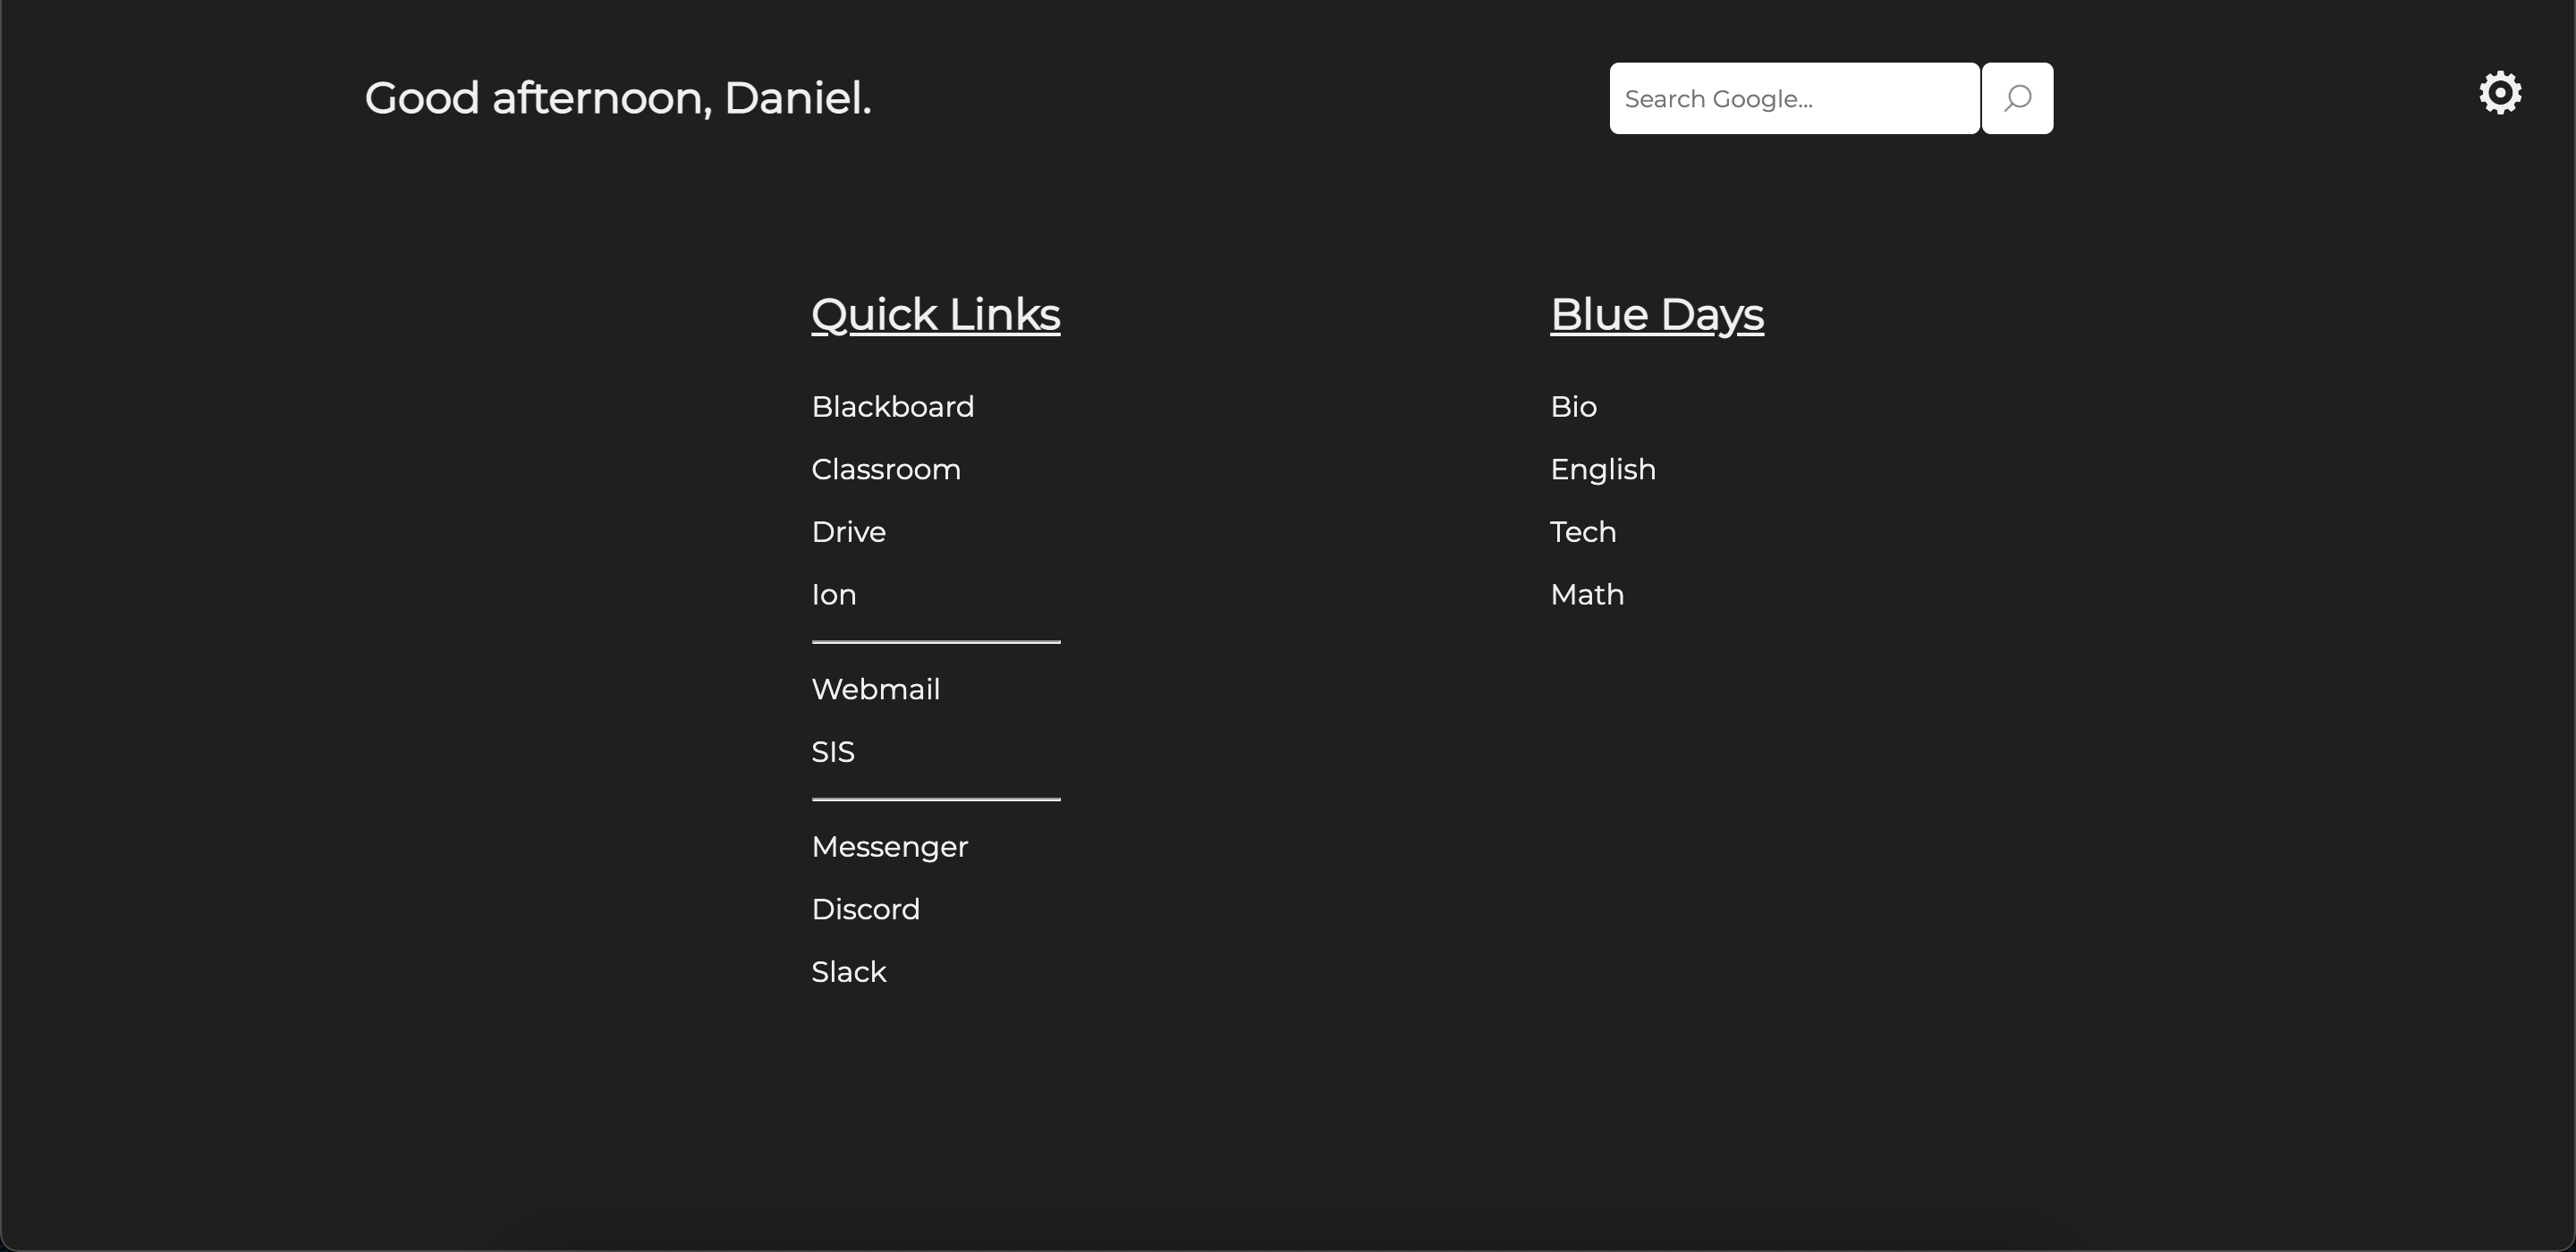 Good afternoon, Daniel.
Search Google...
Quick Links
Blackboard
Classroom
Drive
Ion
Webmail
SIS
Messenger
Discord
Slack
Blue Days
Bio
English
Tech
Math